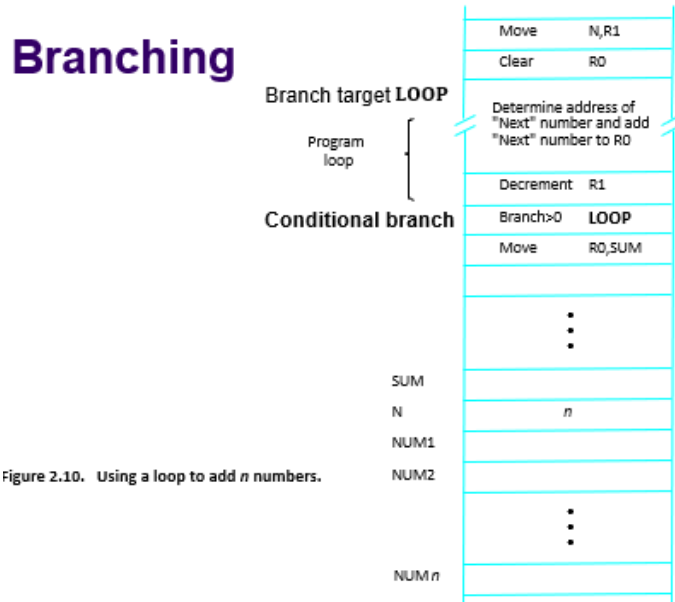 Branching
Move N,R1
Clear R0
Branch target LOOP
Determine address of
"Next" number and add
"Next" number to R0
Program
loop
Decrement R1
Conditional branch
Branch>0 LOOP
Move R0,SUM
SUM
N n
NUM1
NUM2
Figure 2.10. Using a loop to add n numbers.
NUM n